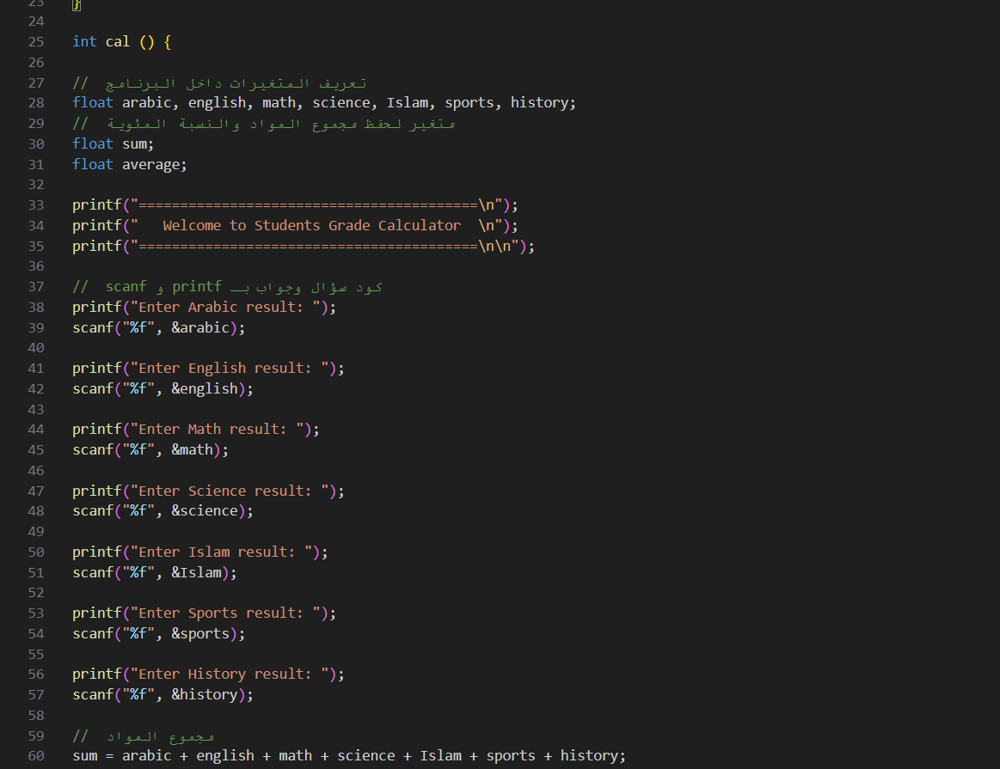 23 }
24
25 int cal () {
26
27 // تعريف المتغيرات داخل البرنامج
28 float arabic, english, math, science, Islam, sports, history;
29 // متغير لحفظ مجموع المواد والنسبة المئوية
30 float sum;
31 float average;
32
33 printf("=========================================\n");
34 printf("   Welcome to Students Grade Calculator  \n");
35 printf("=========================================\n\n");
36
37 // كود سؤال وجواب بــ printf و scanf
38 printf("Enter Arabic result: ");
39 scanf("%f", &arabic);
40
41 printf("Enter English result: ");
42 scanf("%f", &english);
43
44 printf("Enter Math result: ");
45 scanf("%f", &math);
46
47 printf("Enter Science result: ");
48 scanf("%f", &science);
49
50 printf("Enter Islam result: ");
51 scanf("%f", &Islam);
52
53 printf("Enter Sports result: ");
54 scanf("%f", &sports);
55
56 printf("Enter History result: ");
57 scanf("%f", &history);
58
59 // مجموع المواد
60 sum = arabic + english + math + science + Islam + sports + history;